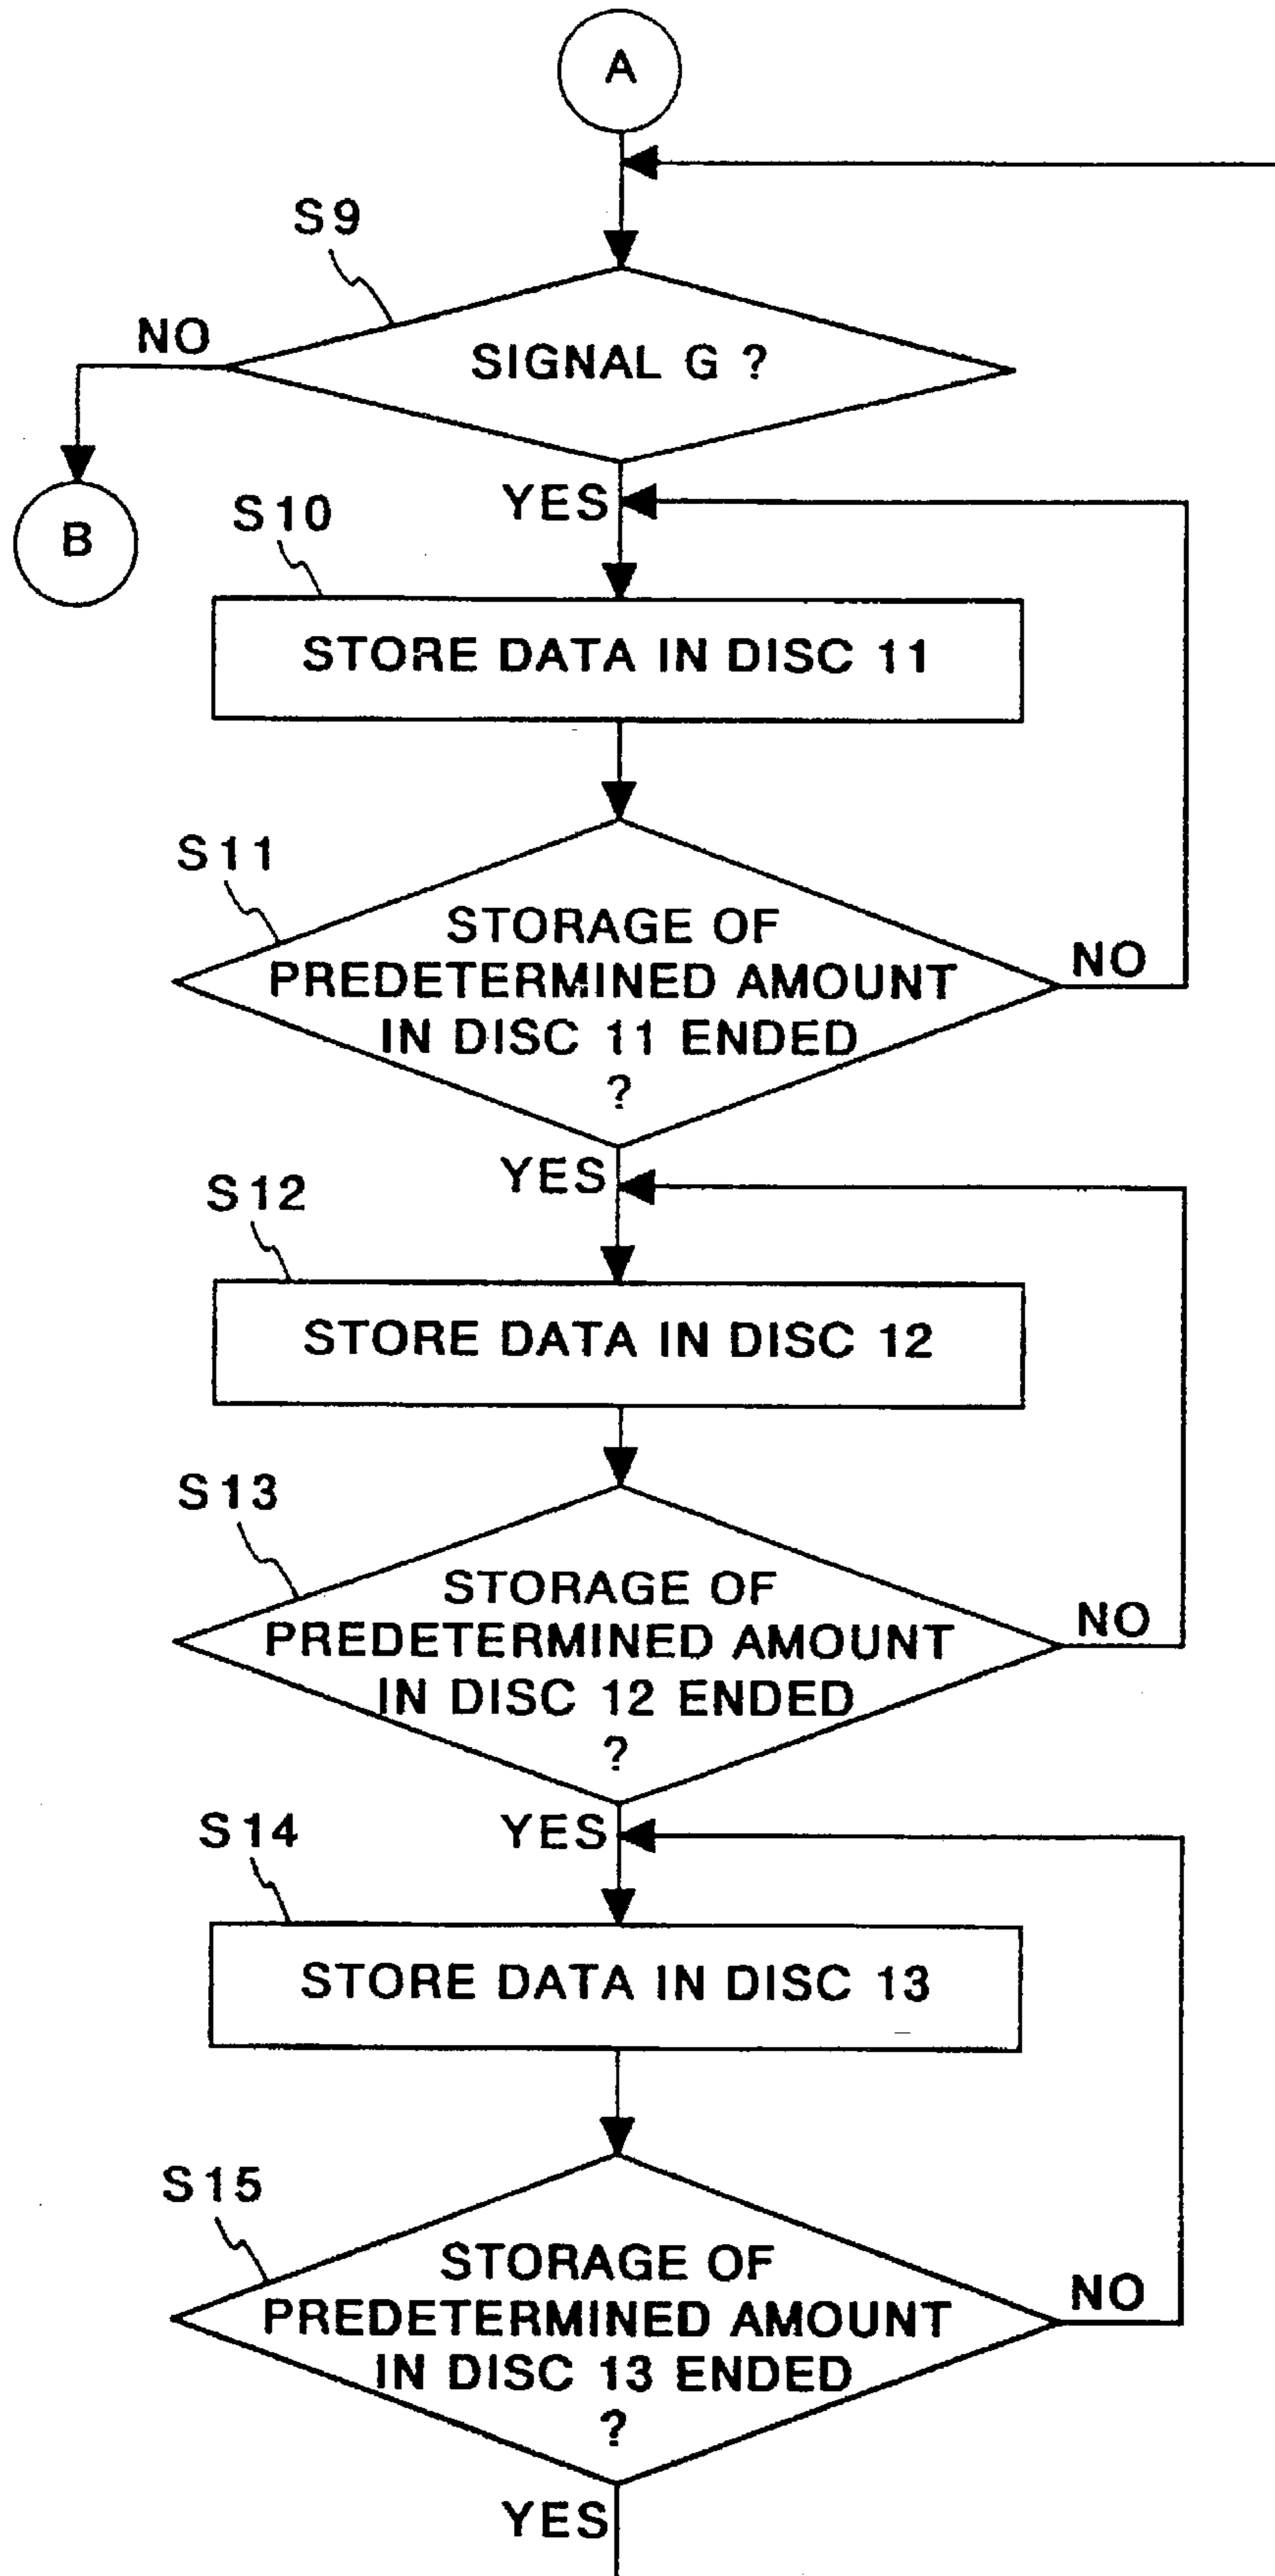 A
S9
NO
SIGNAL G ?
B
YES
S10
STORE DATA IN DISC 11
S11
STORAGE OF
PREDETERMINED AMOUNT
IN DISC 11 ENDED
?
NO
YES
S12
STORE DATA IN DISC 12
S13
STORAGE OF
PREDETERMINED AMOUNT
IN DISC 12 ENDED
?
NO
YES
S14
STORE DATA IN DISC 13
S15
STORAGE OF
PREDETERMINED AMOUNT
IN DISC 13 ENDED
?
NO
YES